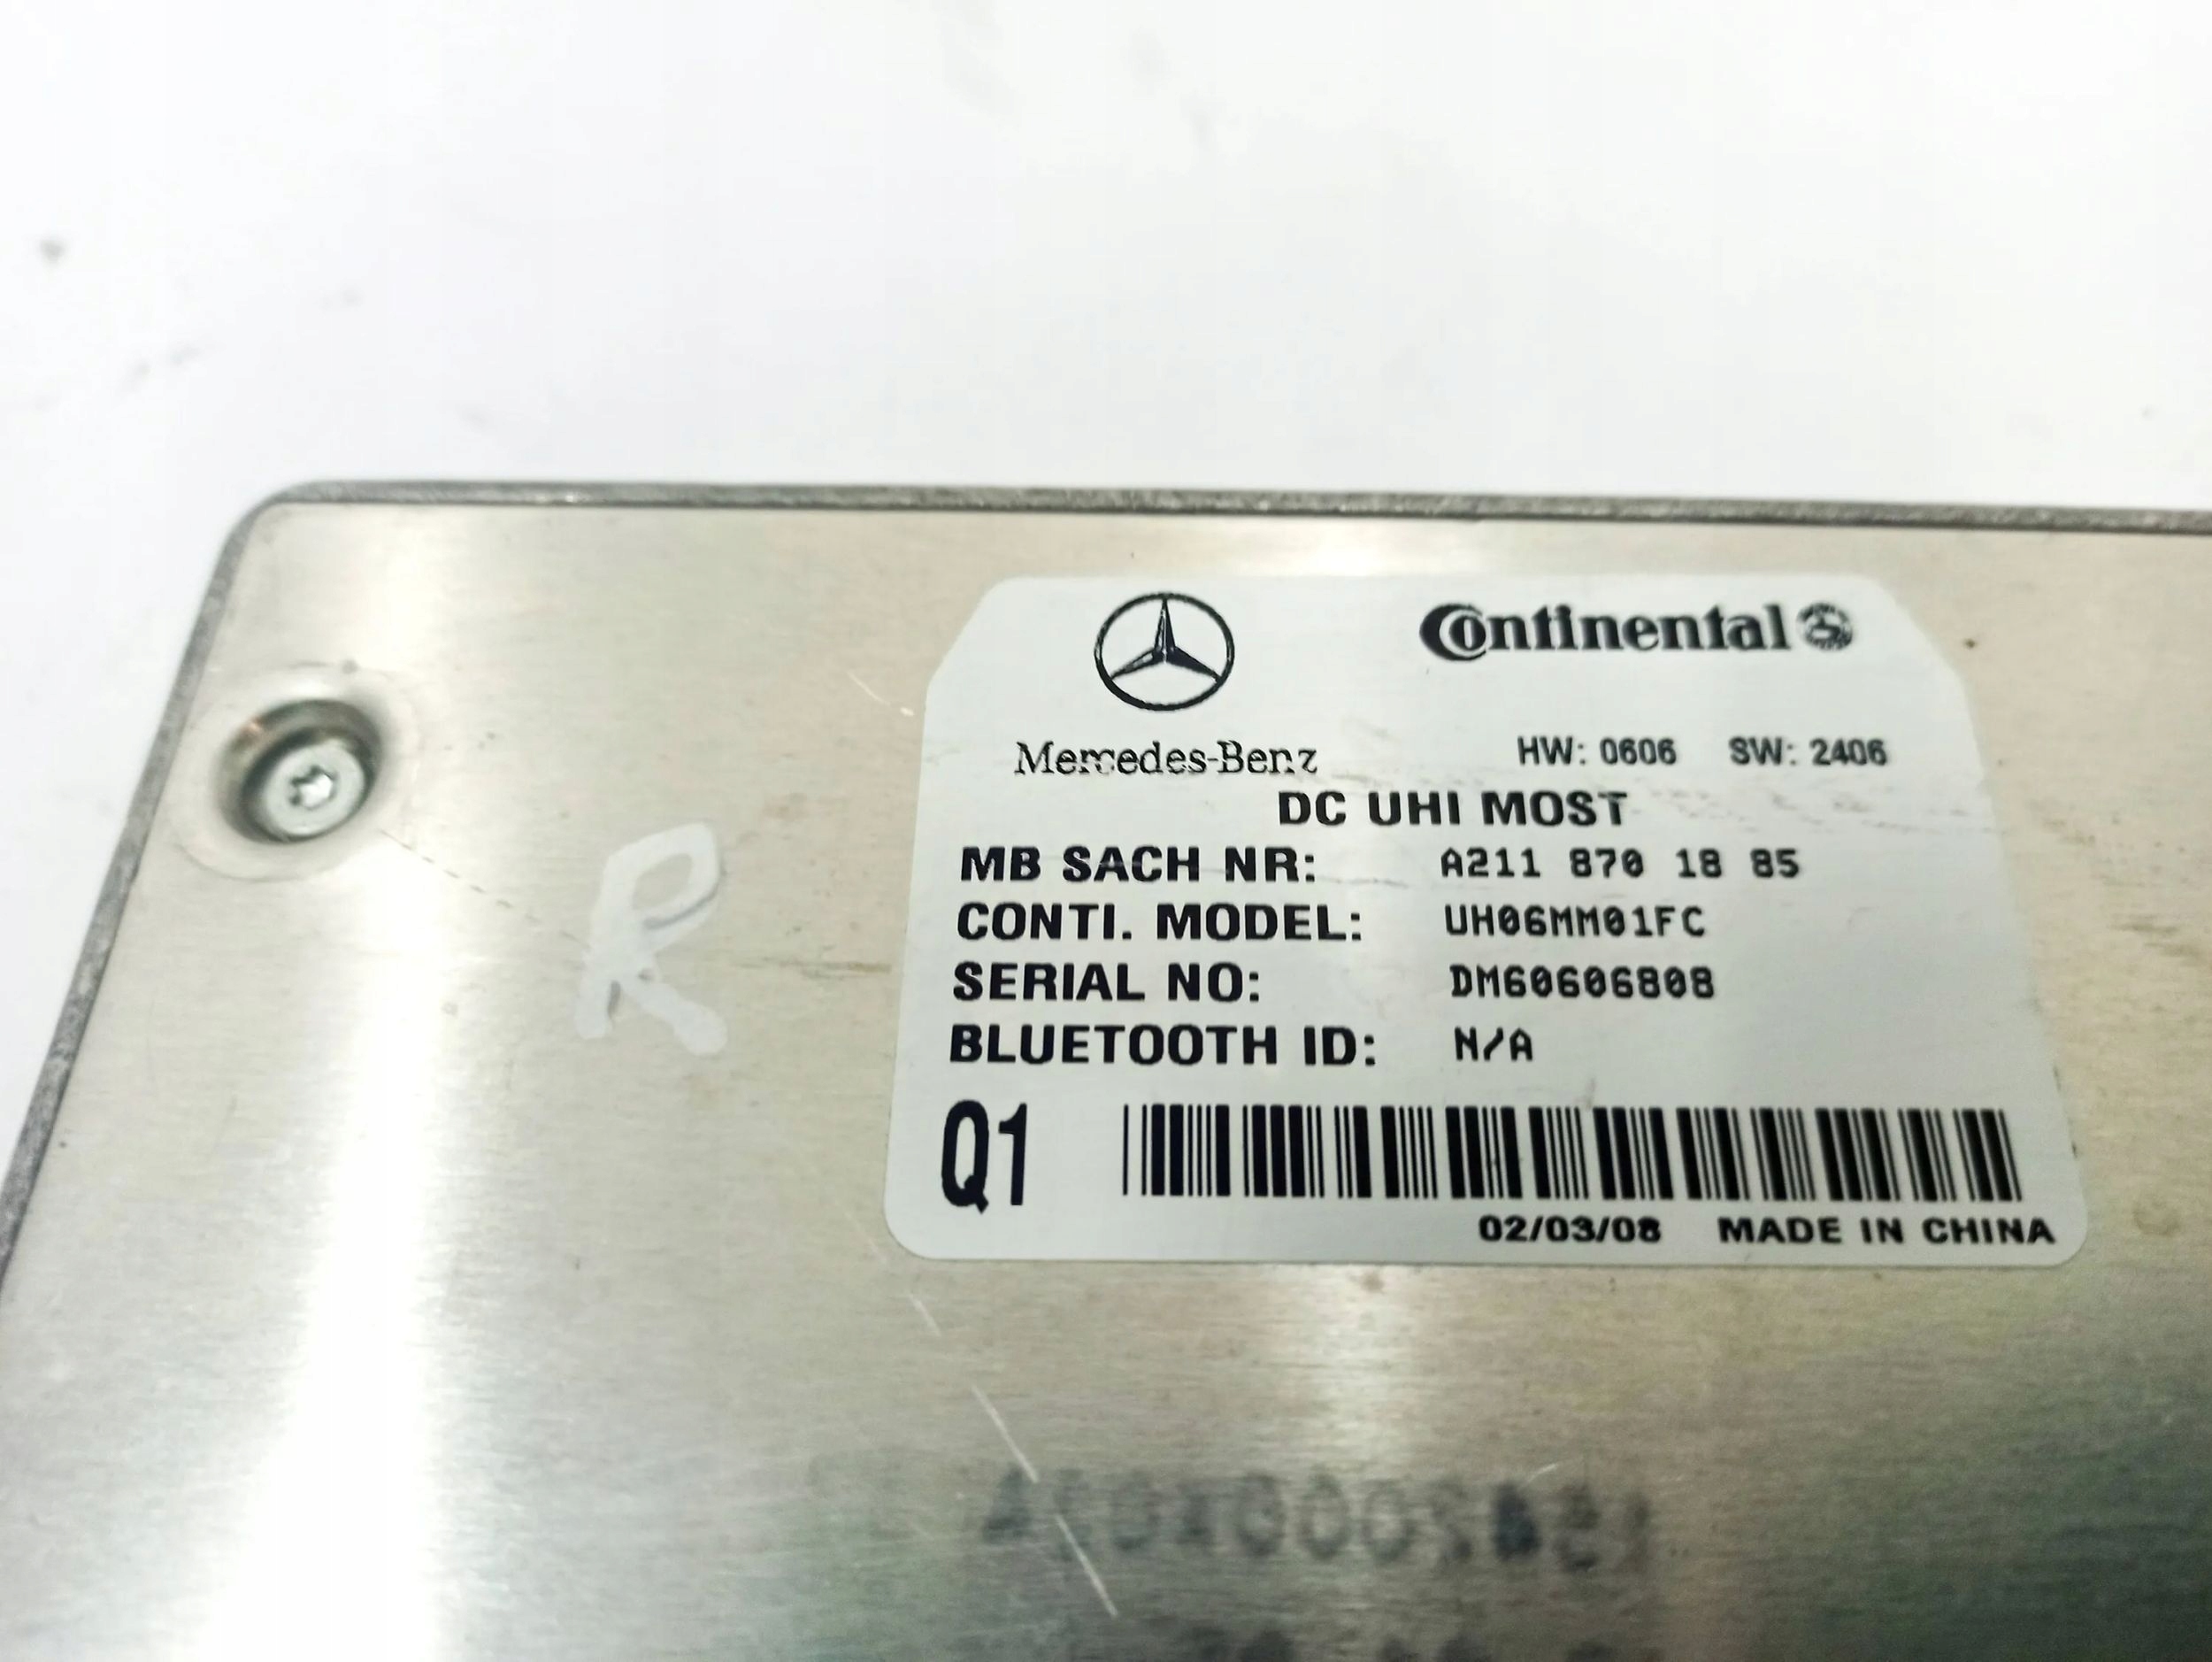 Continental
Mercedes-Benz
HW: 0606 SW: 2406
DC UHI MOST
MB SACH NR: A211 870 18 85
CONTI. MODEL: UH06MM01FC
SERIAL NO: DM60606808
BLUETOOTH ID: N/A
Q1
02/03/08 MADE IN CHINA
R